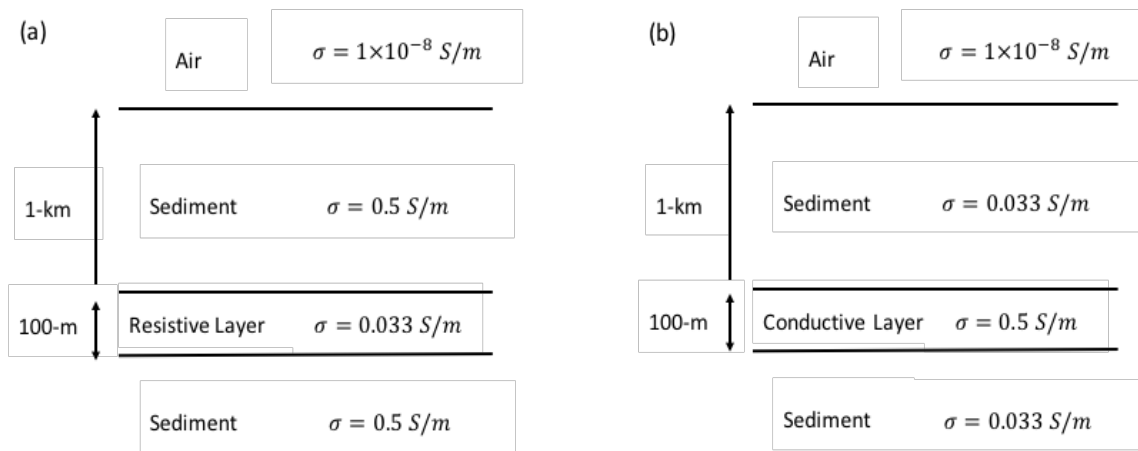 (a)
Air σ = 1×10⁻⁸ S/m
1-km
Sediment σ = 0.5 S/m
100-m
Resistive Layer σ = 0.033 S/m
Sediment σ = 0.5 S/m
(b)
Air σ = 1×10⁻⁸ S/m
1-km
Sediment σ = 0.033 S/m
100-m
Conductive Layer σ = 0.5 S/m
Sediment σ = 0.033 S/m